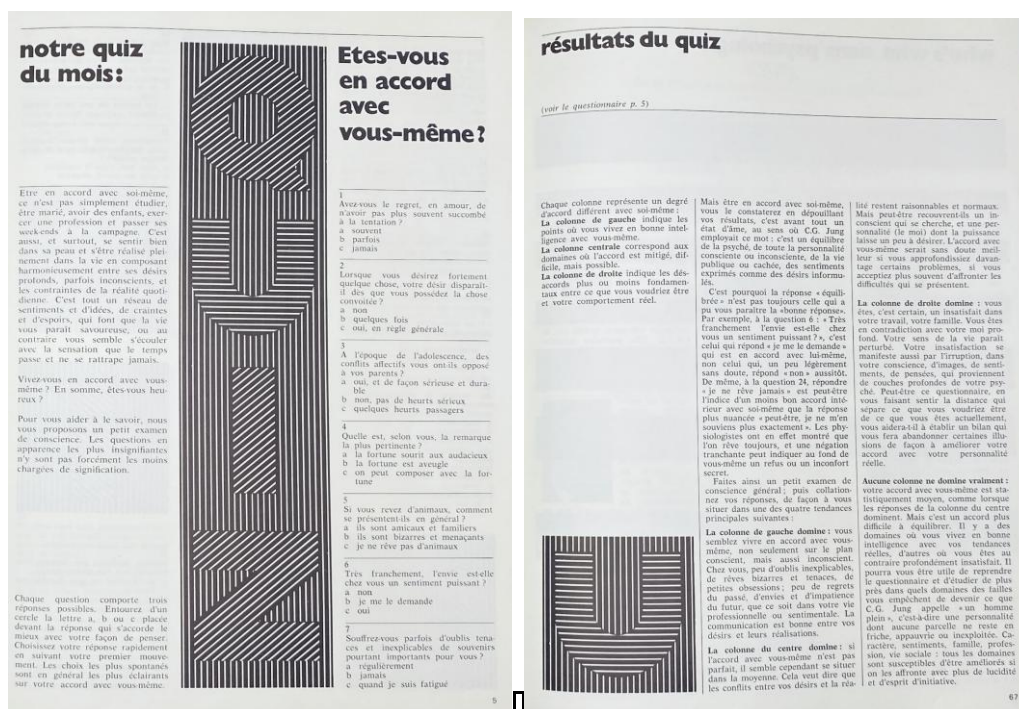 notre quiz
du mois:
Etre en accord avec soi-même,
ce n'est pas simplement étudier,
être marié, avoir des enfants, exer-
cer une profession et passer ses
week-ends à la campagne. C'est
aussi, et surtout, se sentir bien
dans sa peau et s'être réalisé plei-
nement dans la vie en composant
harmonieusement entre ses désirs
profonds, parfois inconscients, et
les contraintes de la réalité quoti-
dienne. C'est tout un réseau de
sentiments et d'idées, de craintes
et d'espoirs, qui font que la vie
vous paraît savoureuse, ou au
contraire vous semble s'écouler
avec la sensation que le temps
passe et ne se rattrape jamais.
Vivez-vous en accord avec vous-
même ? En somme, êtes-vous heu-
reux ?
Pour vous aider à le savoir, nous
vous proposons un petit examen
de conscience. Les questions en
apparence les plus insignifiantes
n'y sont pas forcément les moins
chargées de signification.
Chaque question comporte trois
réponses possibles. Entourez d'un
cercle la lettre a, b ou c placée
devant la réponse qui s'accorde le
mieux avec votre façon de penser.
Choisissez votre réponse rapidement
en suivant votre premier mouve-
ment. Les choix les plus spontanés
sont en général les plus éclairants
sur votre accord avec vous-même.
QUIZ
Etes-vous
en accord
avec
vous-même?
1
Avez-vous le regret, en amour, de
n'avoir pas plus souvent succombé
à la tentation ?
a souvent
b parfois
c jamais
2
Lorsque vous désirez fortement
quelque chose, votre désir disparaît-
il dès que vous possédez la chose
convoitée ?
a non
b quelques fois
c oui, en règle générale
3
A l'époque de l'adolescence, des
conflits affectifs vous ont-ils opposé
à vos parents ?
a oui, et de façon sérieuse et dura-
ble
b non, pas de heurts sérieux
c quelques heurts passagers
4
Quelle est, selon vous, la remarque
la plus pertinente ?
a la fortune sourit aux audacieux
b la fortune est aveugle
c on peut composer avec la for-
tune
5
Si vous revez d'animaux, comment
se présentent-ils en général ?
a ils sont amicaux et familiers
b ils sont bizarres et menaçants
c je ne rêve pas d'animaux
6
Très franchement, l'envie est-elle
chez vous un sentiment puissant ?
a non
b je me le demande
c oui
7
Souffrez-vous parfois d'oublis tena-
ces et inexplicables de souvenirs
pourtant importants pour vous ?
a régulièrement
b jamais
c quand je suis fatigué
5
résultats du quiz
(voir le questionnaire p. 5)
Chaque colonne représente un degré
d'accord différent avec soi-même :
La colonne de gauche indique les
points où vous vivez en bonne intel-
ligence avec vous-même.
La colonne centrale correspond aux
domaines où l'accord est mitigé, dif-
ficile, mais possible.
La colonne de droite indique les dés-
accords plus ou moins fondamen-
taux entre ce que vous voudriez être
et votre comportement réel.
Mais être en accord avec soi-même,
vous le constaterez en dépouillant
vos résultats, c'est avant tout un
état d'âme, au sens où C.G. Jung
employait ce mot : c'est un équilibre
de la psyché, de toute la personnalité
consciente ou inconsciente, de la vie
publique ou cachée, des sentiments
exprimés comme des désirs informu-
lés.
C'est pourquoi la réponse « équili-
brée » n'est pas toujours celle qui a
pu vous paraître la «bonne réponse».
Par exemple, à la question 6 : « Très
franchement l'envie est-elle chez
vous un sentiment puissant ? », c'est
celui qui répond « je me le demande »
qui est en accord avec lui-même,
non celui qui, un peu légèrement
sans doute, répond « non » aussitôt.
De même, à la question 24, répondre
« je ne rêve jamais » est peut-être
l'indice d'un moins bon accord inté-
rieur avec soi-même que la réponse
plus nuancée « peut-être, je ne m'en
souviens plus exactement ». Les phy-
siologistes ont en effet montré que
l'on rêve toujours, et une négation
tranchante peut indiquer au fond de
vous-même un refus ou un inconfort
secret.
Faites ainsi un petit examen de
conscience général ; puis collation-
nez vos réponses, de façon à vous
situer dans une des quatre tendances
principales suivantes :
La colonne de gauche domine : vous
semblez vivre en accord avec vous-
même, non seulement sur le plan
conscient, mais aussi inconscient.
Chez vous, peu d'oublis inexplicables,
de rêves bizarres et tenaces, de
petites obsessions ; peu de regrets
du passé, d'envies et d'impatience
du futur, que ce soit dans votre vie
professionnelle ou sentimentale. La
communication est bonne entre vos
désirs et leurs réalisations.
La colonne du centre domine : si
l'accord avec vous-même n'est pas
parfait, il semble cependant se situer
dans la moyenne. Cela veut dire que
les conflits entre vos désirs et la réa-
lité restent raisonnables et normaux.
Mais peut-être recouvrent-ils un in-
conscient qui se cherche, et une per-
sonnalité (le moi) dont la puissance
laisse un peu à désirer. L'accord avec
vous-même serait sans doute meil-
leur si vous approfondissiez davan-
tage certains problèmes, si vous
acceptiez plus souvent d'affronter les
difficultés qui se présentent.
La colonne de droite domine : vous
êtes, c'est certain, un insatisfait dans
votre travail, votre famille. Vous êtes
en contradiction avec votre moi pro-
fond. Votre sens de la vie paraît
perturbé. Votre insatisfaction se
manifeste aussi par l'irruption, dans
votre conscience, d'images, de senti-
ments, de pensées, qui proviennent
de couches profondes de votre psy-
ché. Peut-être ce questionnaire, en
vous faisant sentir la distance qui
sépare ce que vous voudriez être
de ce que vous êtes actuellement,
vous aidera-t-il à établir un bilan qui
vous fera abandonner certaines illu-
sions de façon à améliorer votre
accord avec votre personnalité
réelle.
Aucune colonne ne domine vraiment :
votre accord avec vous-même est sta-
tistiquement moyen, comme lorsque
les réponses de la colonne du centre
dominent. Mais c'est un accord plus
difficile à équilibrer. Il y a des
domaines où vous vivez en bonne
intelligence avec vos tendances
réelles, d'autres où vous êtes au
contraire profondément insatisfait. Il
pourra vous être utile de reprendre
le questionnaire et d'étudier de plus
près dans quels domaines des failles
vous empêchent de devenir ce que
C.G. Jung appelle « un homme
plein », c'est-à-dire une personnalité
dont aucune parcelle ne reste en
friche, appauvrie ou inexploitée. Ca-
ractère, sentiments, famille, profes-
sion, vie sociale : tous les domaines
sont susceptibles d'être améliorés si
on les affronte avec plus de lucidité
et d'esprit d'initiative.
67